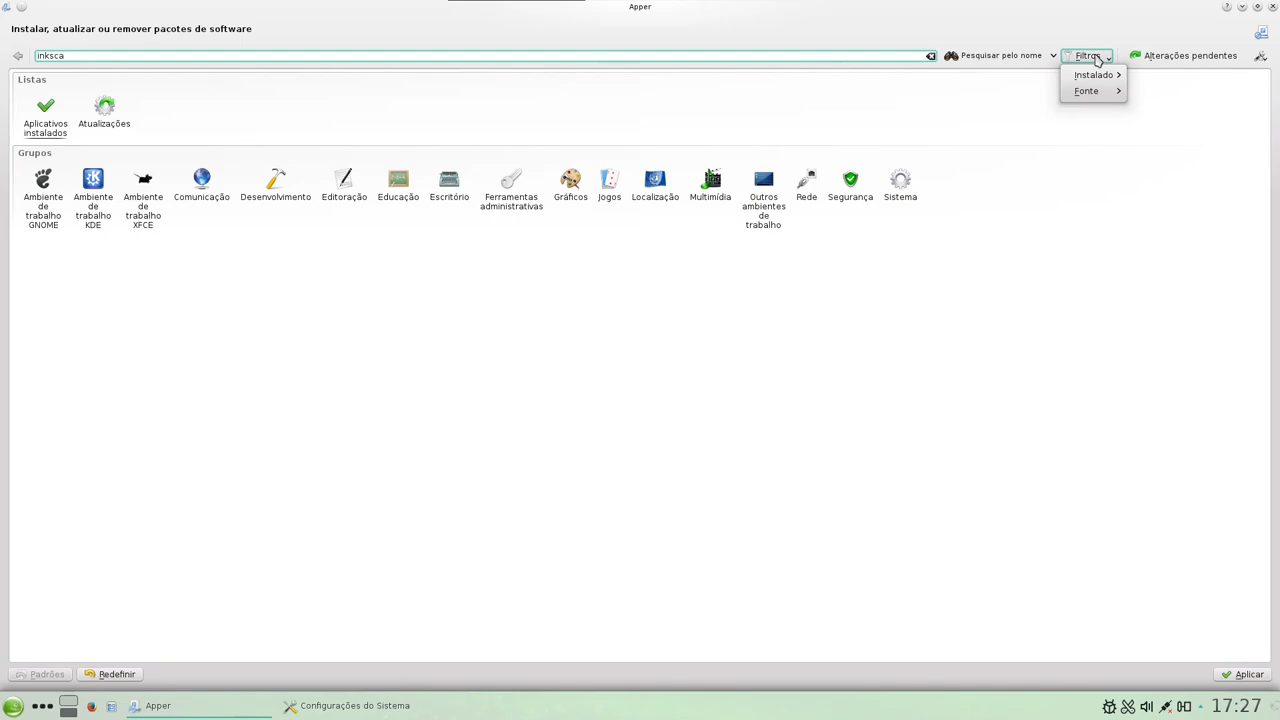 Apper
Instalar, atualizar ou remover pacotes de software
inksca
Pesquisar pelo nome
Filtros
Alterações pendentes
Instalado
Fonte
Listas
Aplicativos
instalados
Atualizações
Grupos
Ambiente
de
trabalho
GNOME
Ambiente
de
trabalho
KDE
Ambiente
de
trabalho
XFCE
Comunicação
Desenvolvimento
Editoração
Educação
Escritório
Ferramentas
administrativas
Gráficos
Jogos
Localização
Multimídia
Outros
ambientes
de
trabalho
Rede
Segurança
Sistema
Padrões
Redefinir
Aplicar
Apper
Configurações do Sistema
17:27